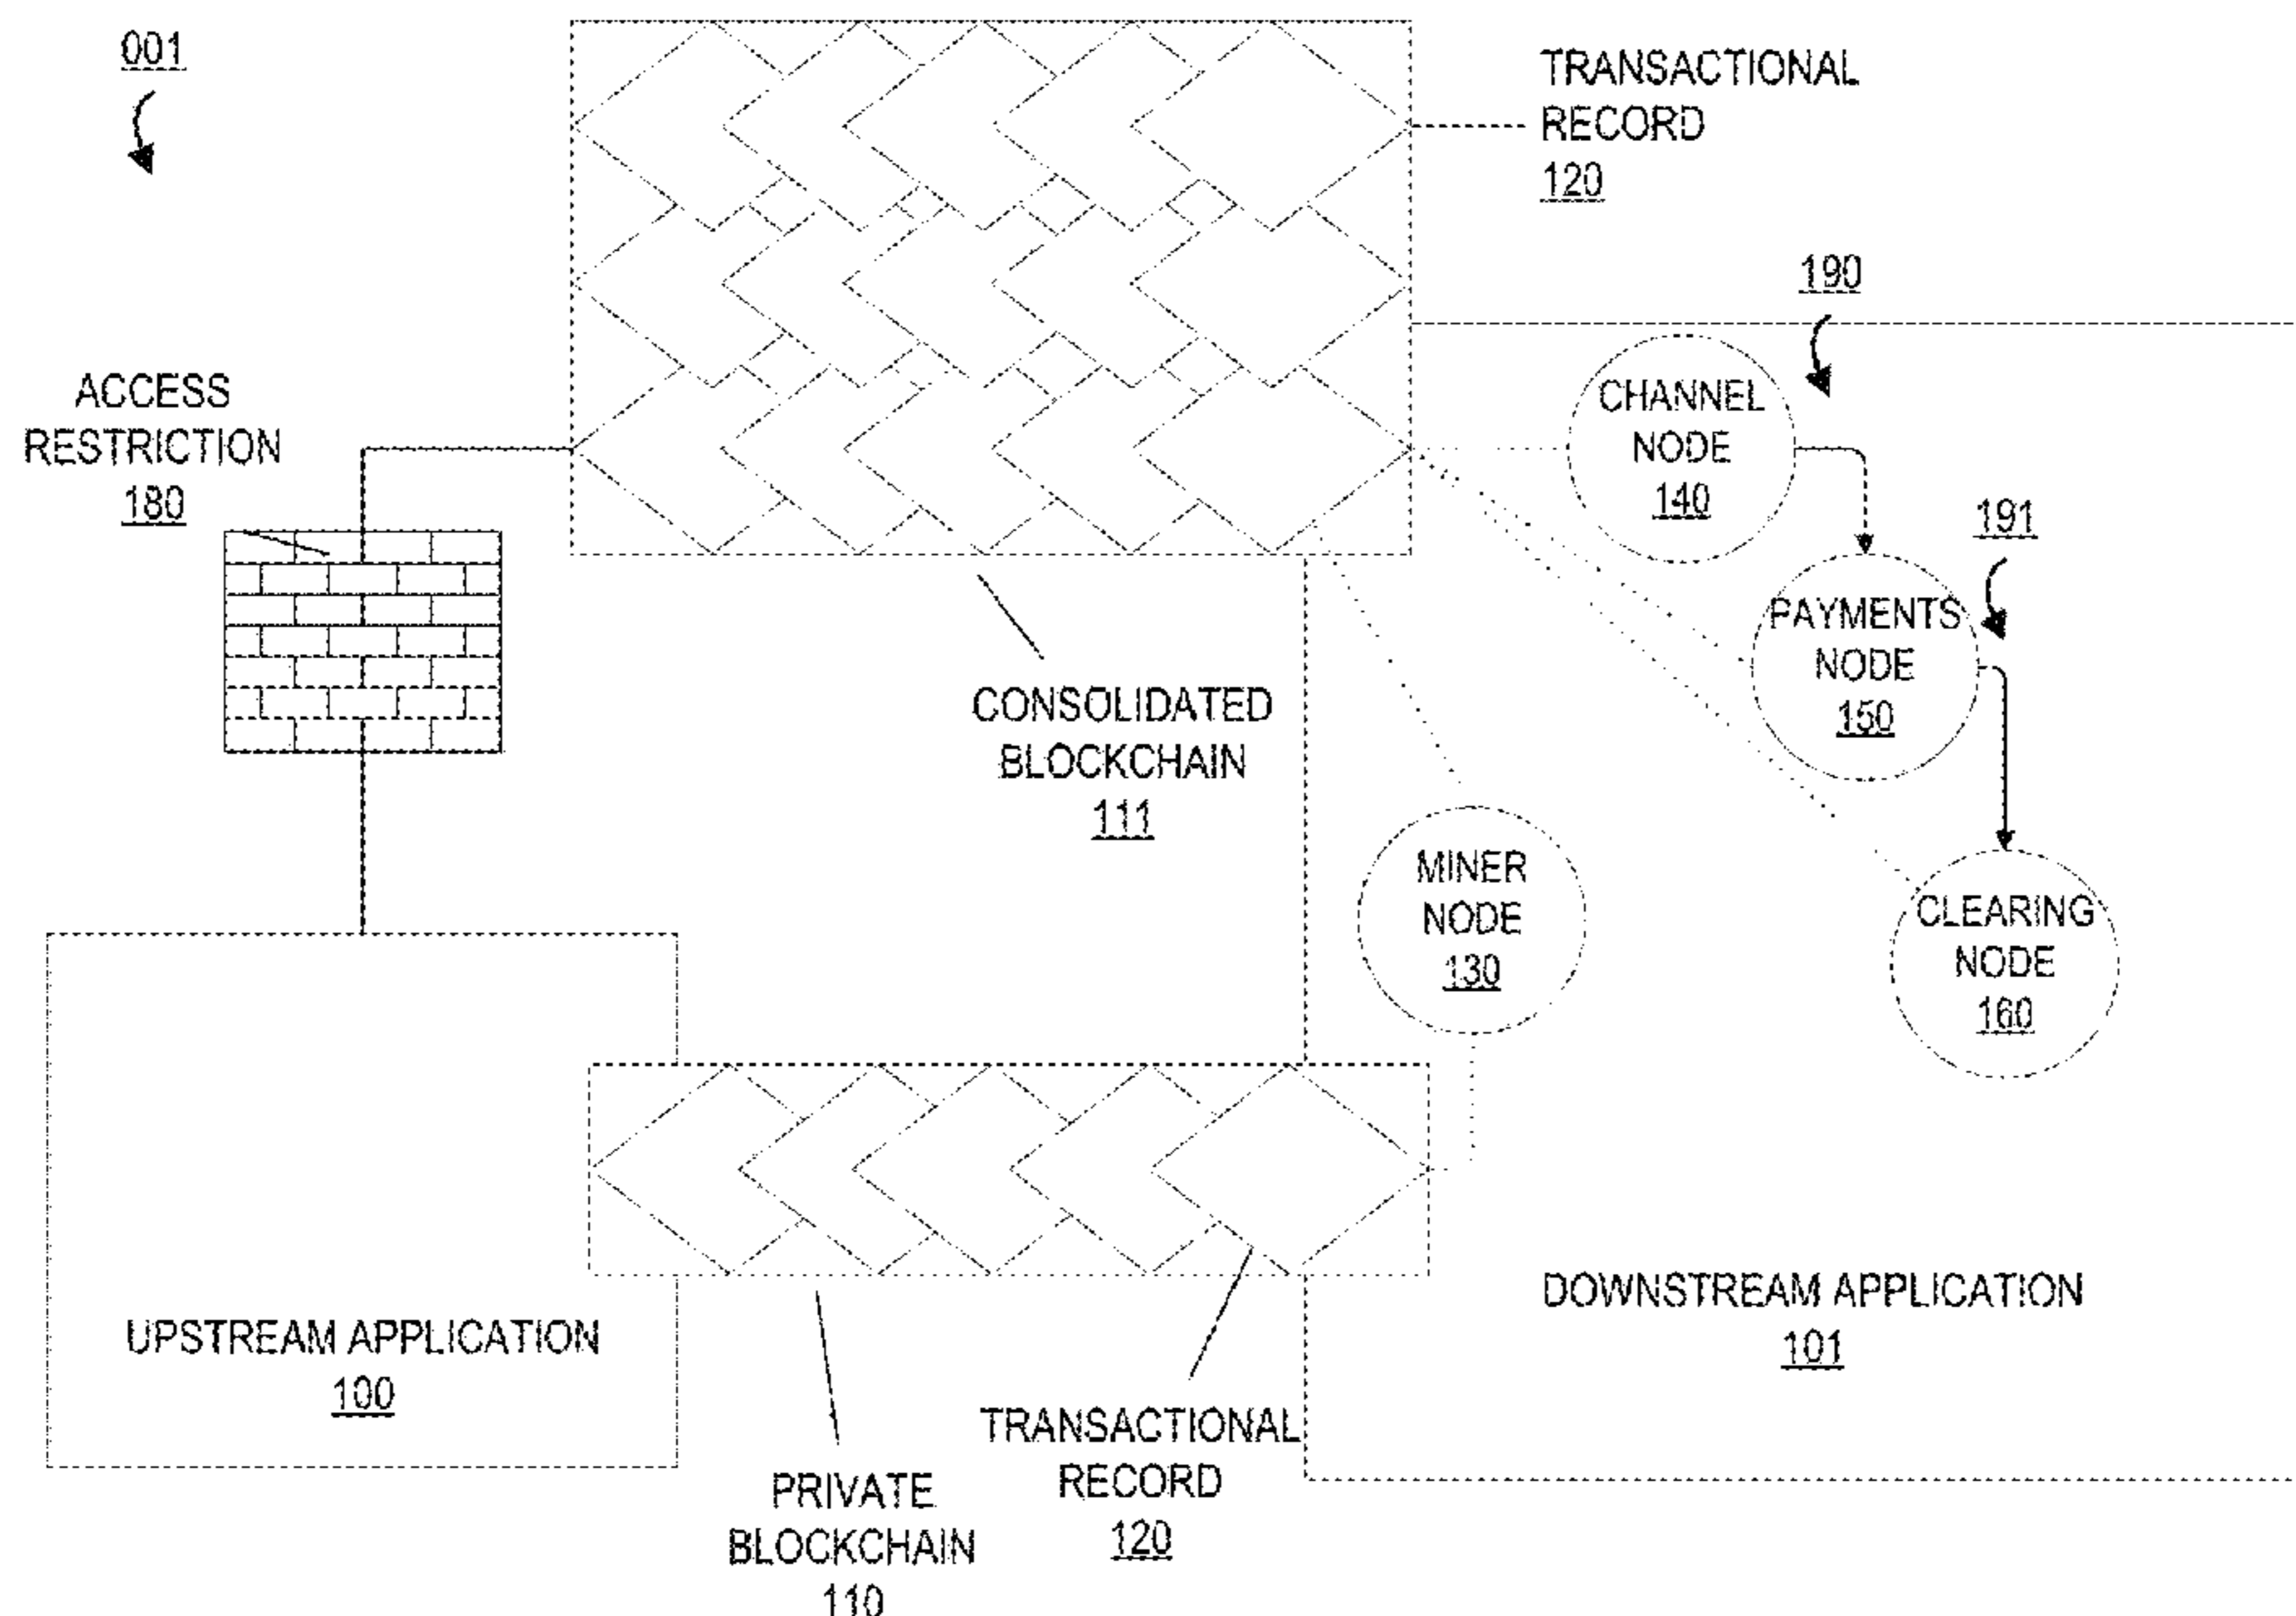 001
TRANSACTIONAL
RECORD
120
190
ACCESS
RESTRICTION
180
CHANNEL
NODE
140
191
PAYMENTS
NODE
150
CONSOLIDATED
BLOCKCHAIN
111
MINER
NODE
130
CLEARING
NODE
160
UPSTREAM APPLICATION
100
DOWNSTREAM APPLICATION
101
TRANSACTIONAL
RECORD
120
PRIVATE
BLOCKCHAIN
110